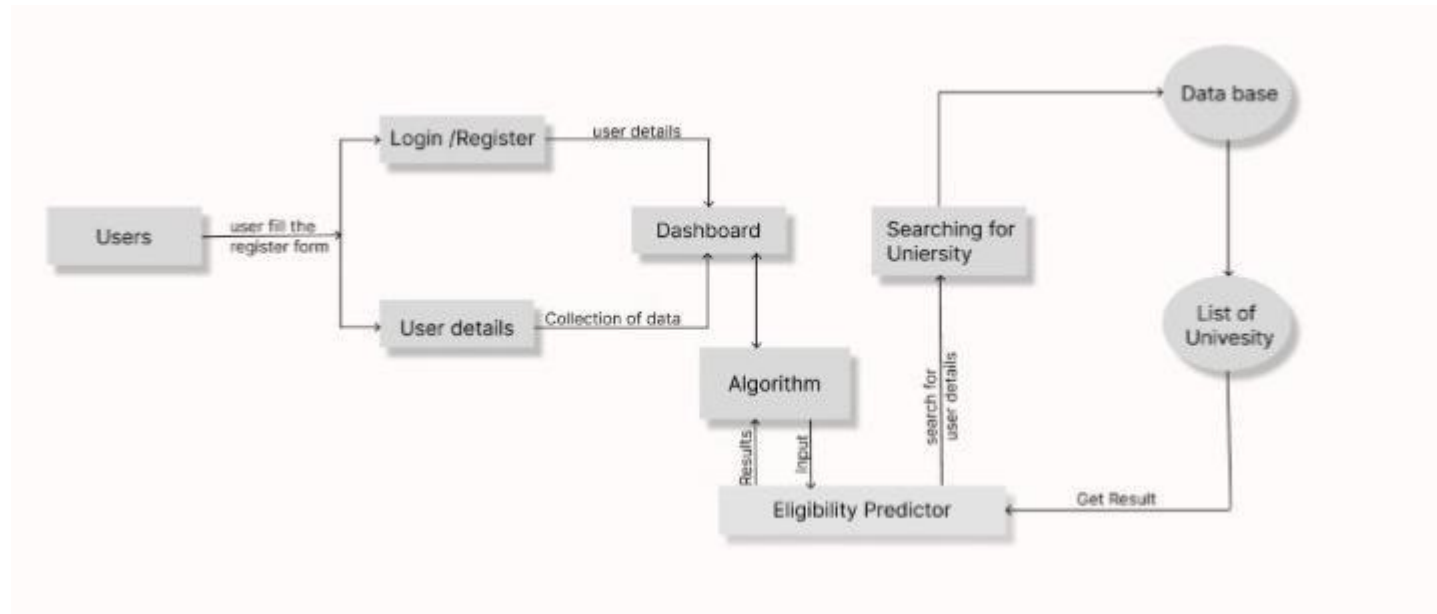 Data base
Login /Register
user details
Users
user fill the
register form
Dashboard
Searching for
Uniersity
User details
Collection of data
List of
Univesity
Algorithm
search for
user details
Results
Input
Eligibility Predictor
Get Result